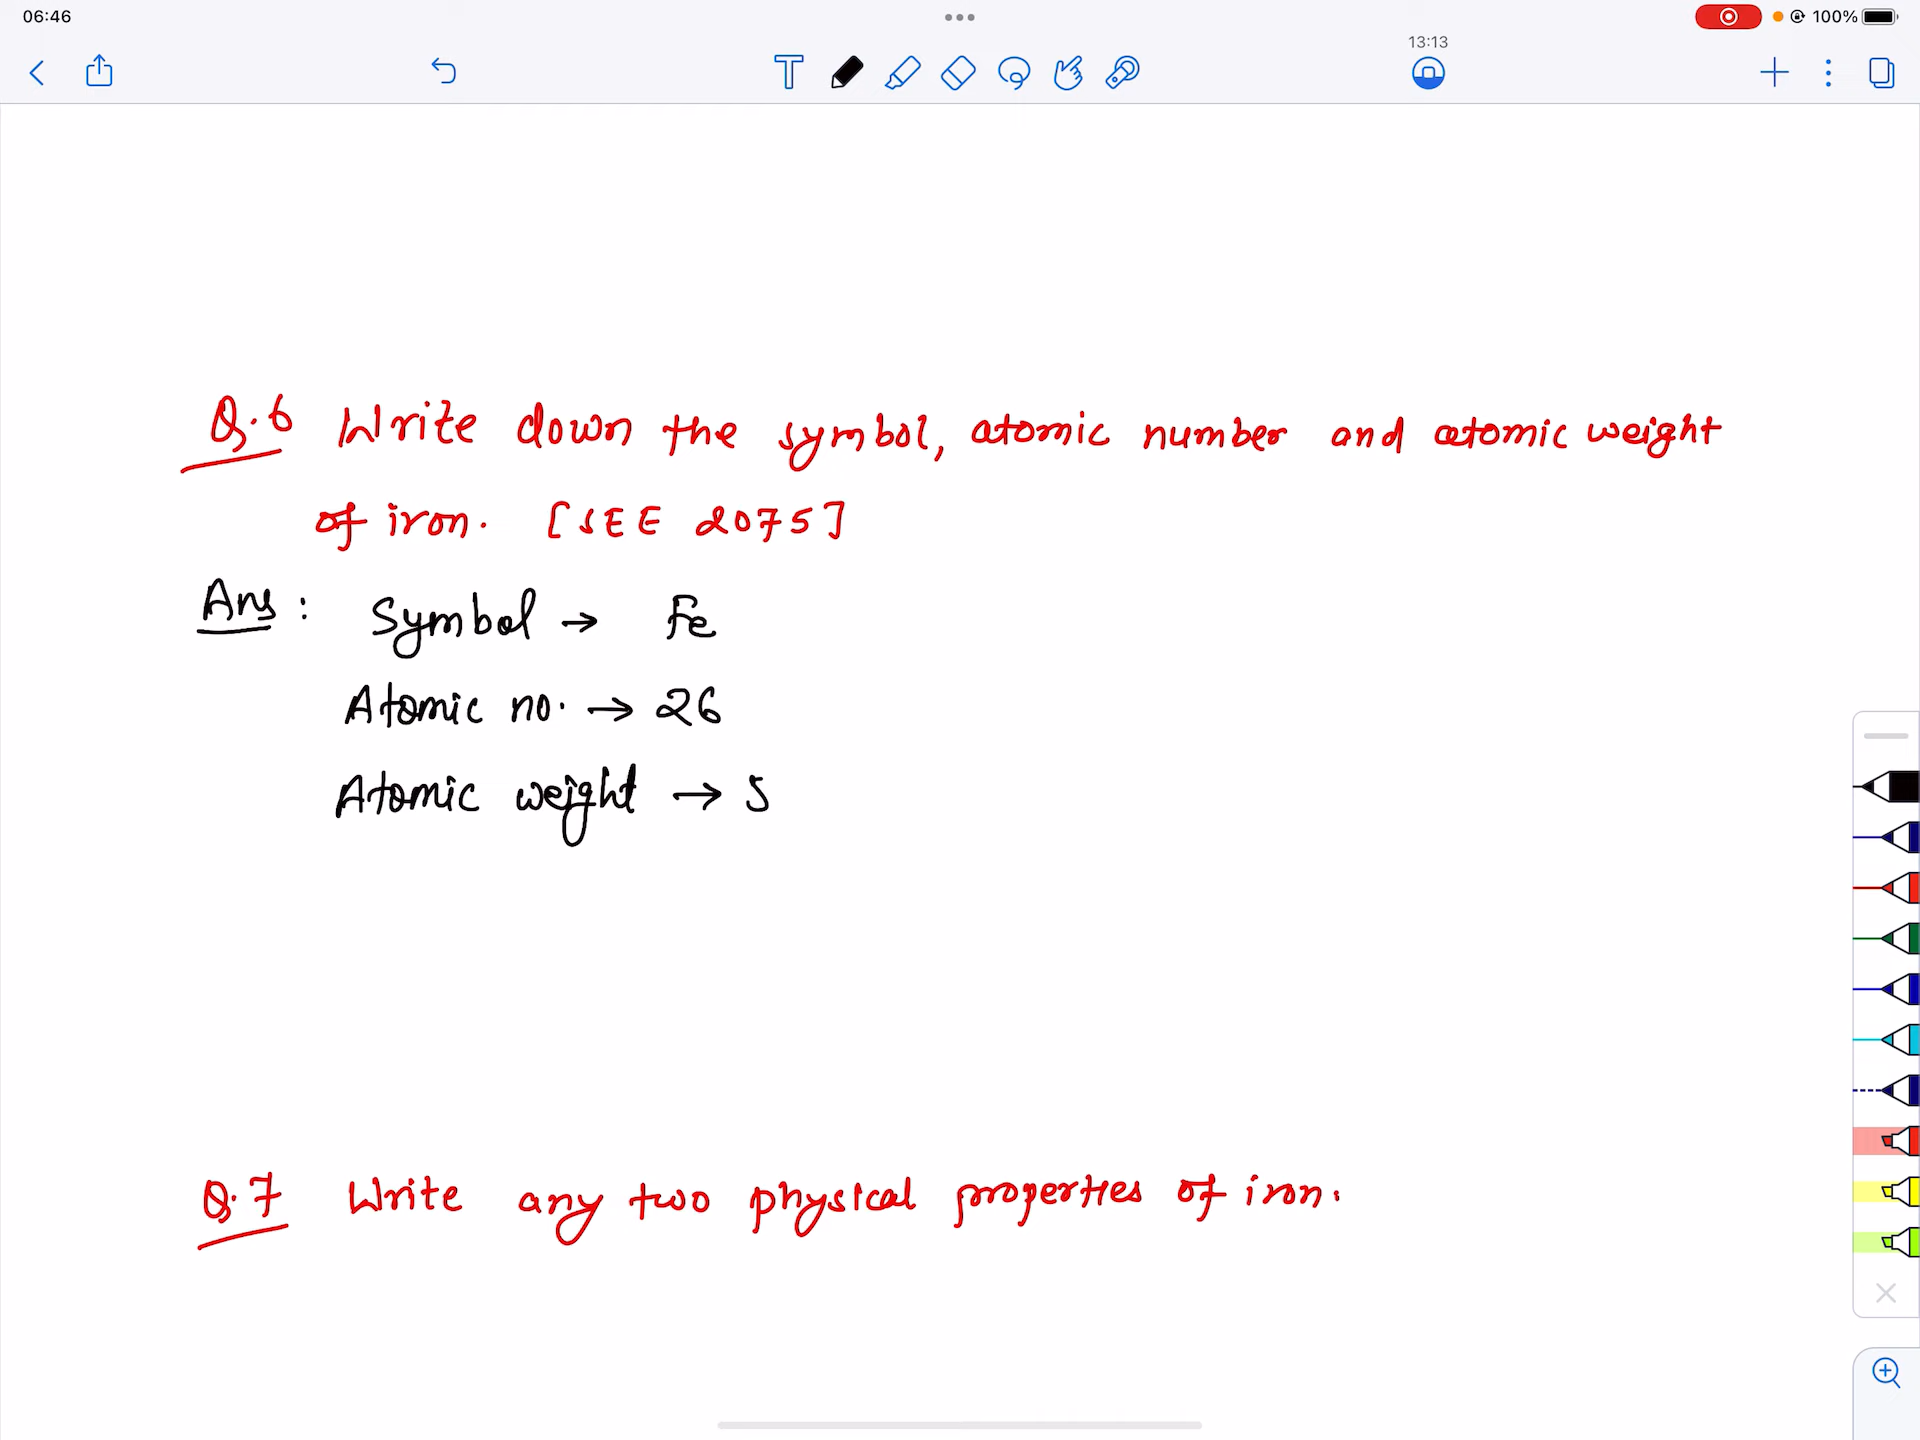 06:46
100%
13:13
Q.6 Write down the symbol, atomic number and atomic weight
of iron. [SEE 2075]
Ans : Symbol → Fe
Atomic no. → 26
Atomic weight → 5
Q.7 Write any two physical properties of iron.